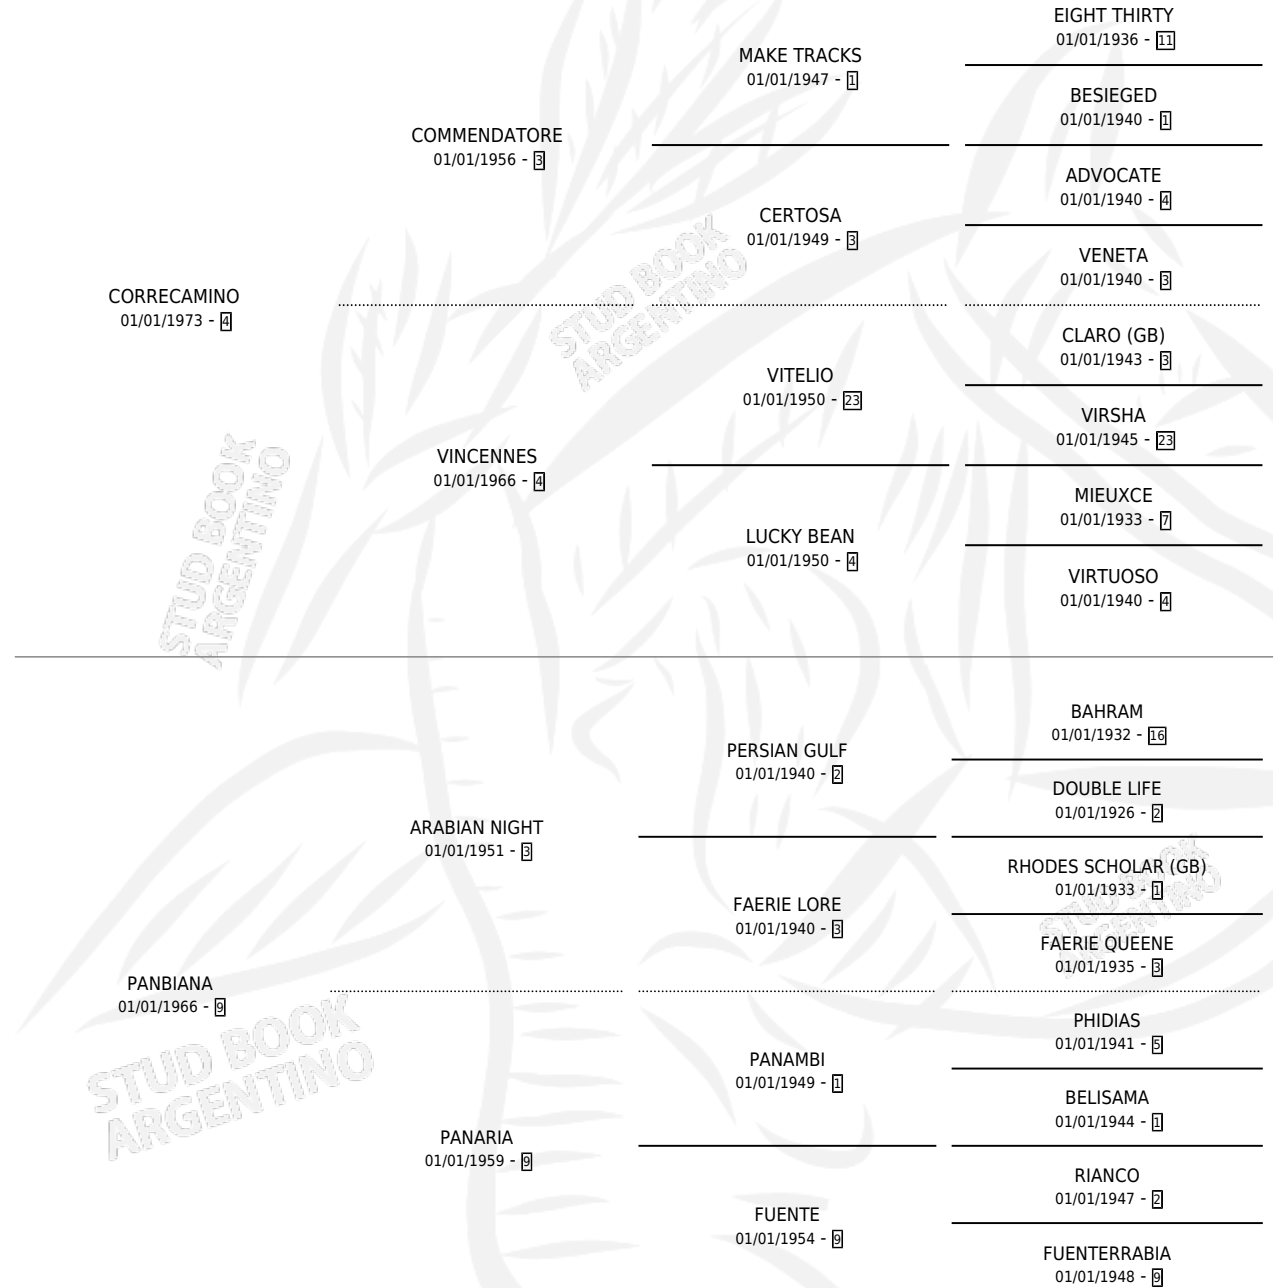 EIGHT THIRTY
01/01/1936 - 11
MAKE TRACKS
01/01/1947 - 1
BESIEGED
01/01/1940 - 1
COMMENDATORE
01/01/1956 - 3
ADVOCATE
01/01/1940 - 4
CERTOSA
01/01/1949 - 3
VENETA
01/01/1940 - 3
CORRECAMINO
01/01/1973 - 4
CLARO (GB)
01/01/1943 - 3
VITELIO
01/01/1950 - 23
VIRSHA
01/01/1945 - 23
VINCENNES
01/01/1966 - 4
MIEUXCE
01/01/1933 - 7
LUCKY BEAN
01/01/1950 - 4
VIRTUOSO
01/01/1940 - 4
BAHRAM
01/01/1932 - 16
PERSIAN GULF
01/01/1940 - 2
DOUBLE LIFE
01/01/1926 - 2
ARABIAN NIGHT
01/01/1951 - 3
RHODES SCHOLAR (GB)
01/01/1933 - 1
FAERIE LORE
01/01/1940 - 3
FAERIE QUEENE
01/01/1935 - 3
PANBIANA
01/01/1966 - 9
PHIDIAS
01/01/1941 - 5
PANAMBI
01/01/1949 - 1
BELISAMA
01/01/1944 - 1
PANARIA
01/01/1959 - 9
RIANCO
01/01/1947 - 2
FUENTE
01/01/1954 - 9
FUENTERRABIA
01/01/1948 - 9
STUD BOOK
ARGENTINO
STUD BOOK
ARGENTINO
STUD BOOK
ARGENTINO
STUD BOOK
ARGENTINO